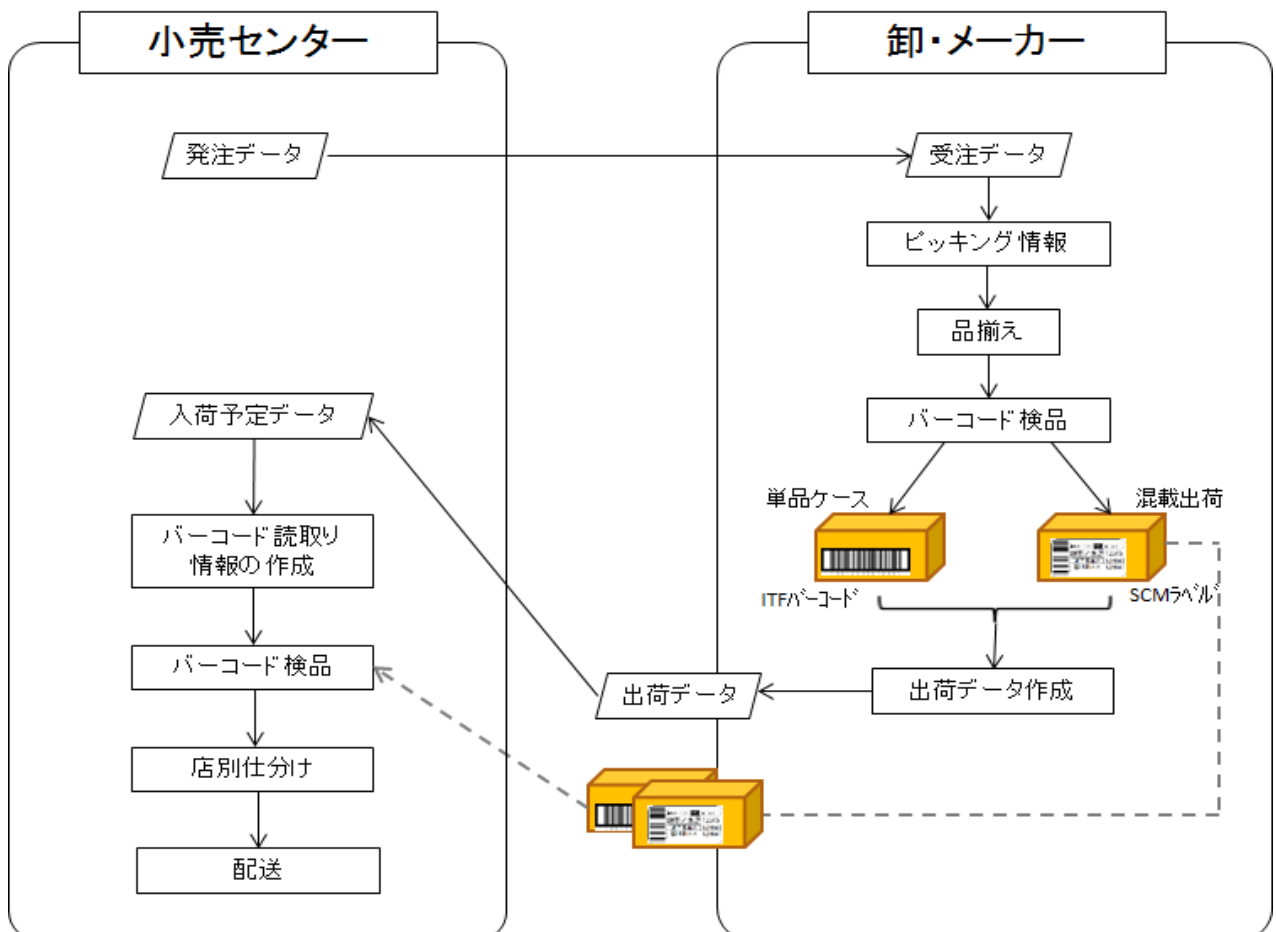 小売センター
卸・メーカー
発注データ
受注データ
ピッキング情報
品揃え
入荷予定データ
バーコード検品
単品ケース
混載出荷
バーコード読取り
情報の作成
ITFバーコード
SCMラベル
バーコード検品
出荷データ
出荷データ作成
店別仕分け
配送